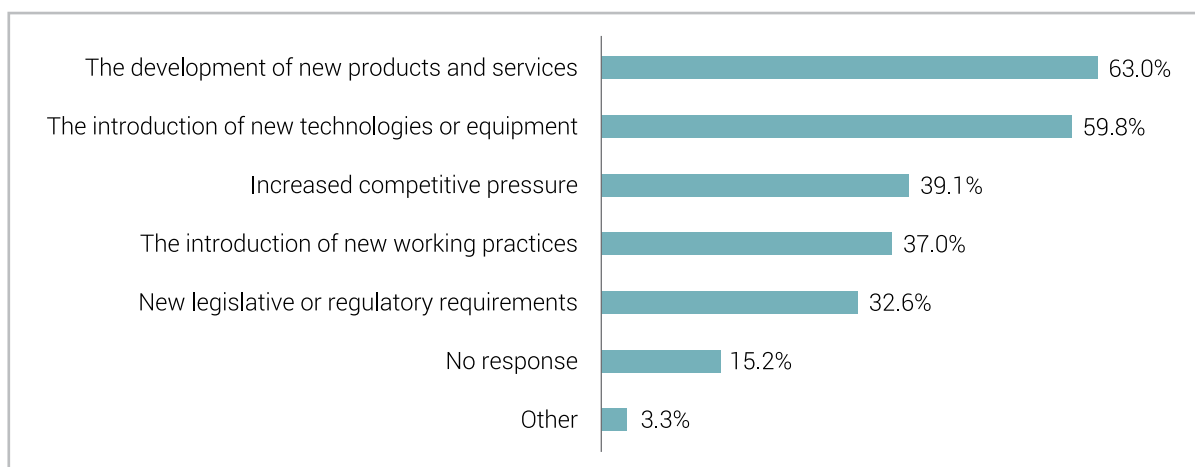 The development of new products and services 63.0%
The introduction of new technologies or equipment 59.8%
Increased competitive pressure 39.1%
The introduction of new working practices 37.0%
New legislative or regulatory requirements 32.6%
No response 15.2%
Other 3.3%